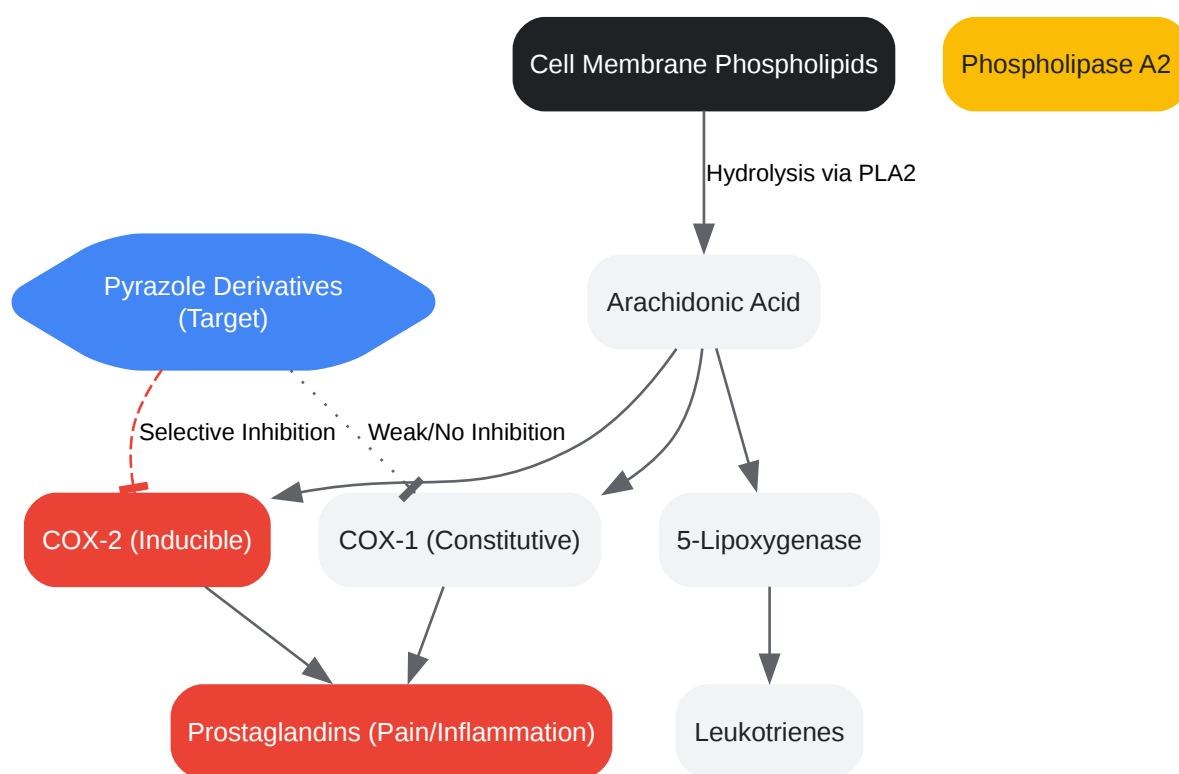 Cell Membrane Phospholipids
Phospholipase A2
Hydrolysis via PLA2
Pyrazole Derivatives
(Target)
Arachidonic Acid
Selective Inhibition
Weak/No Inhibition
COX-2 (Inducible)
COX-1 (Constitutive)
5-Lipoxygenase
Prostaglandins (Pain/Inflammation)
Leukotrienes